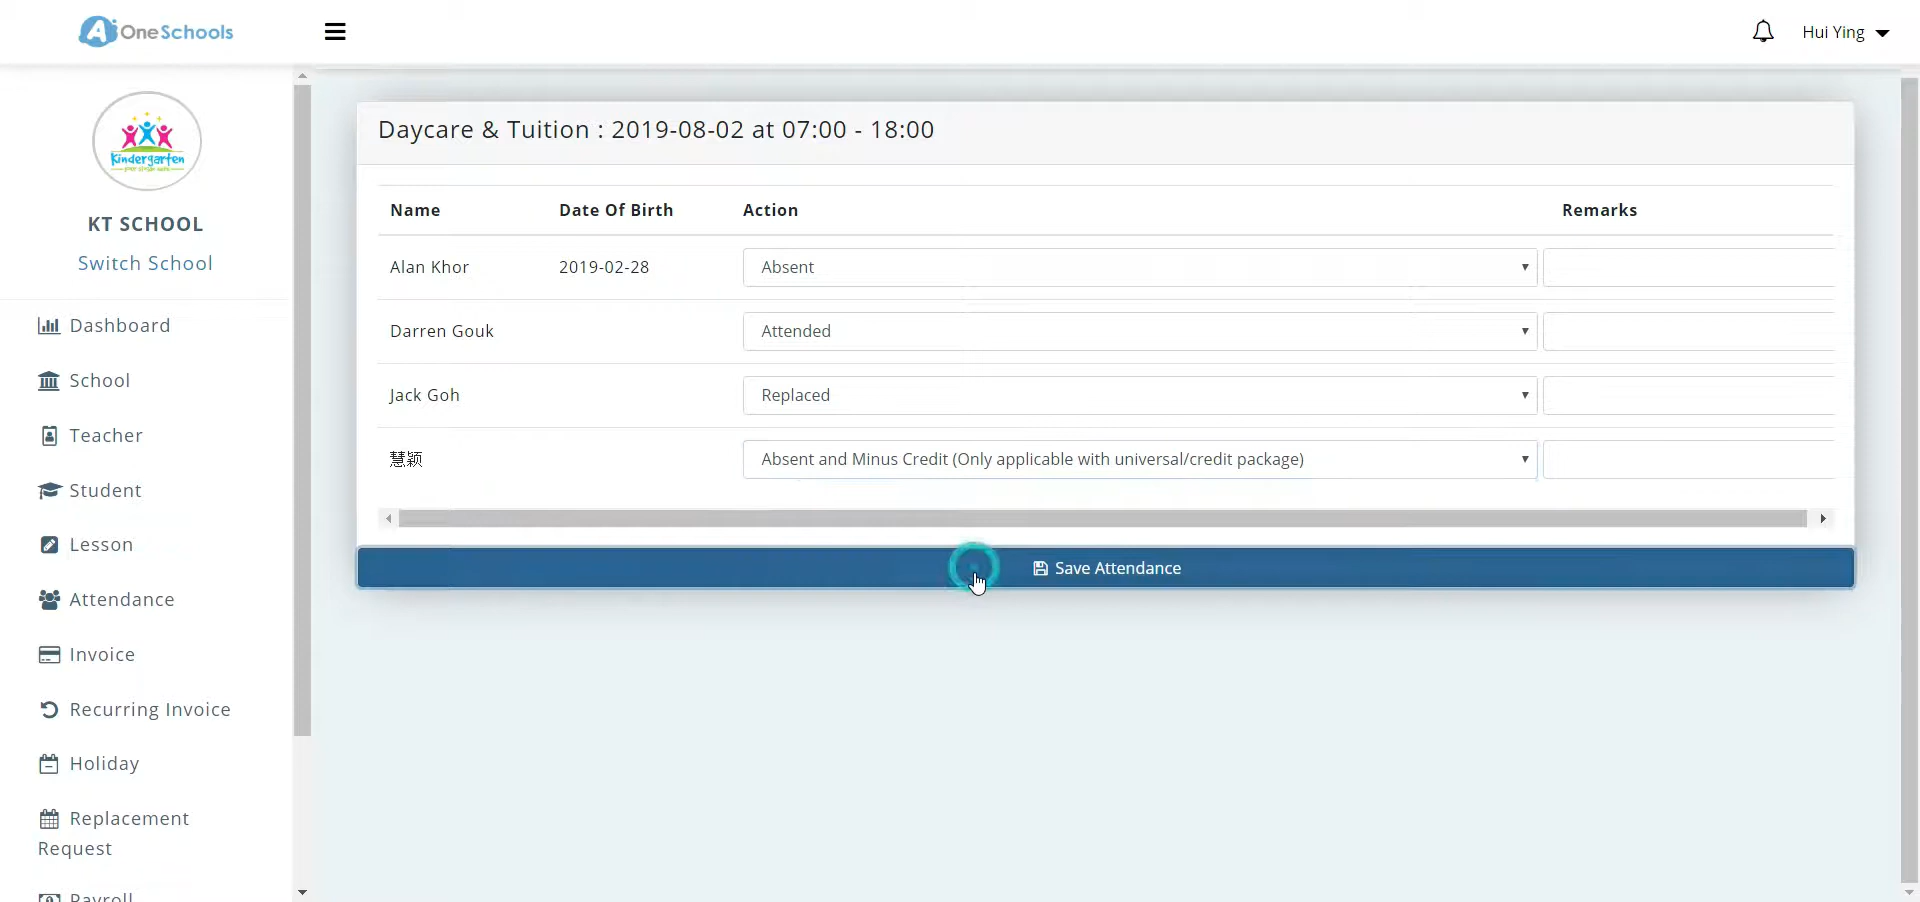 AiOneSchools
Hui Ying
Kindergarten
KT SCHOOL
Switch School
Dashboard
School
Teacher
Student
Lesson
Attendance
Invoice
Recurring Invoice
Holiday
Replacement
Request
Payroll
Daycare & Tuition : 2019-08-02 at 07:00 - 18:00
Name Date Of Birth Action Remarks
Alan Khor 2019-02-28 Absent
Darren Gouk Attended
Jack Goh Replaced
慧颖 Absent and Minus Credit (Only applicable with universal/credit package)
Save Attendance